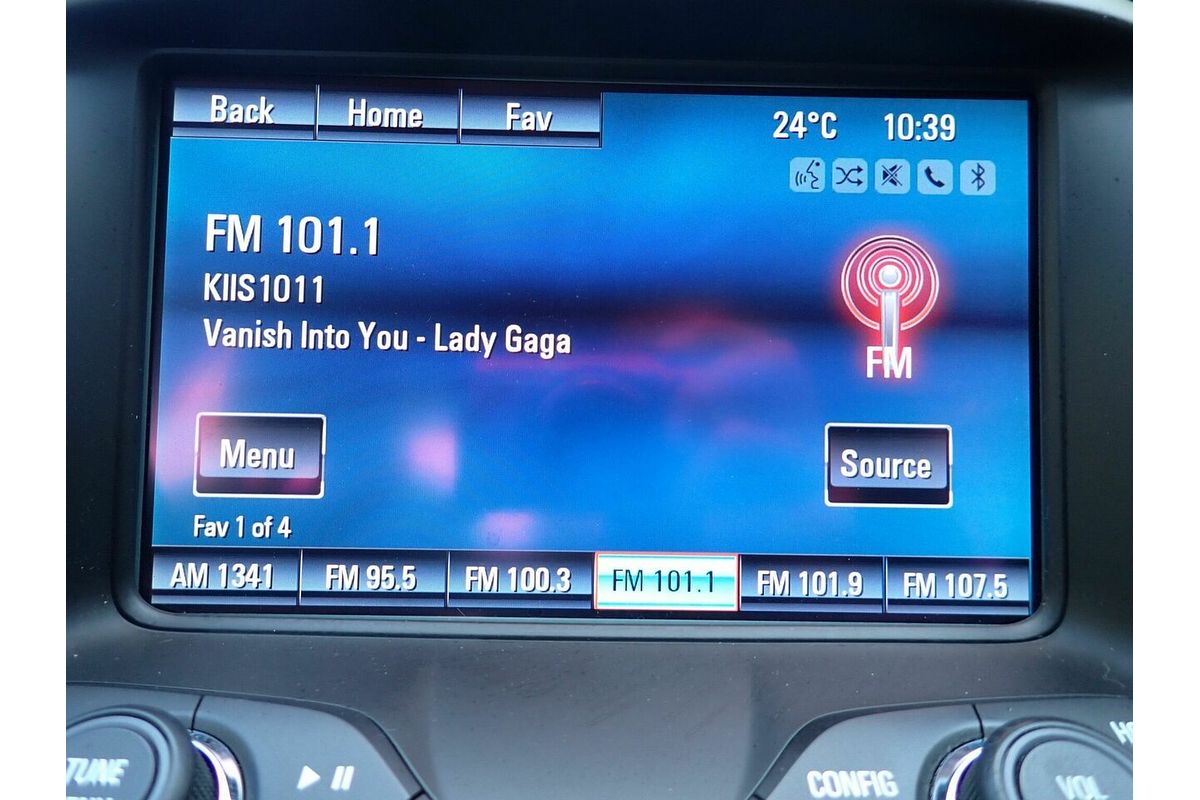 Back Home Fav 24°C 10:39
FM 101.1
KIIS1011
Vanish Into You - Lady Gaga
FM
Menu Source
Fav 1 of 4
AM 1341 FM 95.5 FM 100.3 FM 101.1 FM 101.9 FM 107.5
TUNE CONFIG VOL